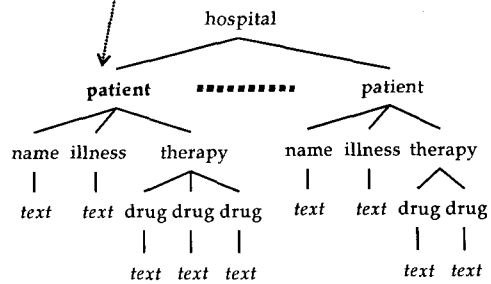 hospital
patient patient
name illness therapy name illness therapy
text text drug drug drug text text drug drug
text text text text text